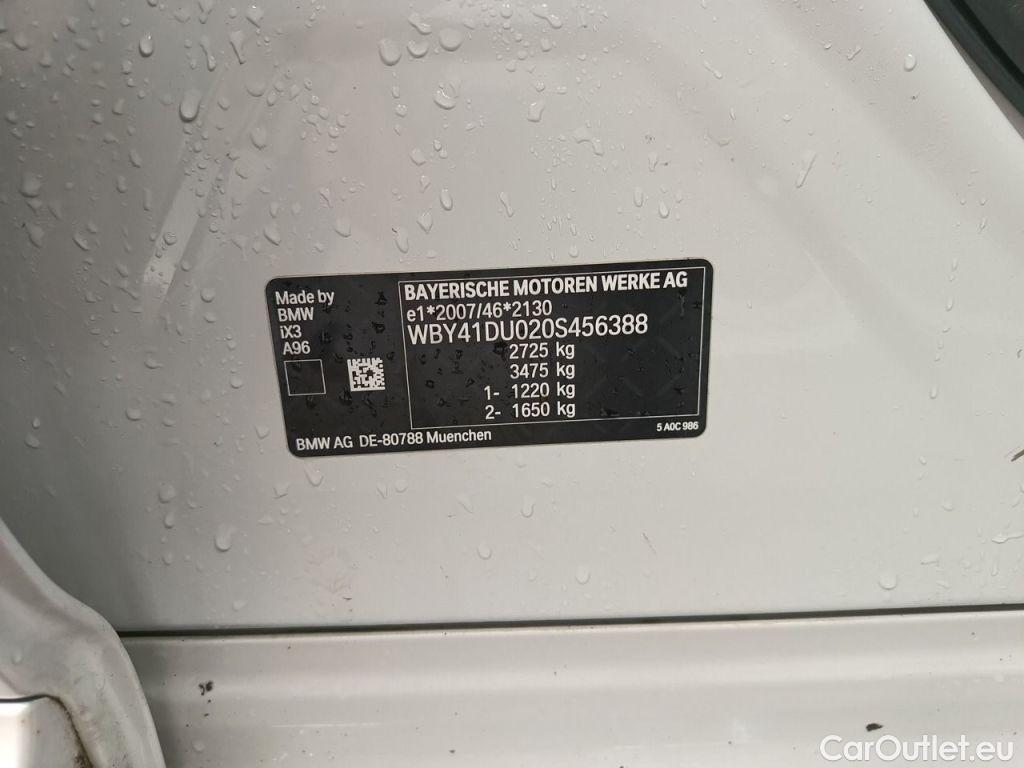 Made by
BMW
iX3
A96
BAYERISCHE MOTOREN WERKE AG
e1*2007/46*2130
WBY41DU020S456388
2725 kg
3475 kg
1- 1220 kg
2- 1650 kg
BMW AG DE-80788 Muenchen
5 A0C 986
CarOutlet.eu